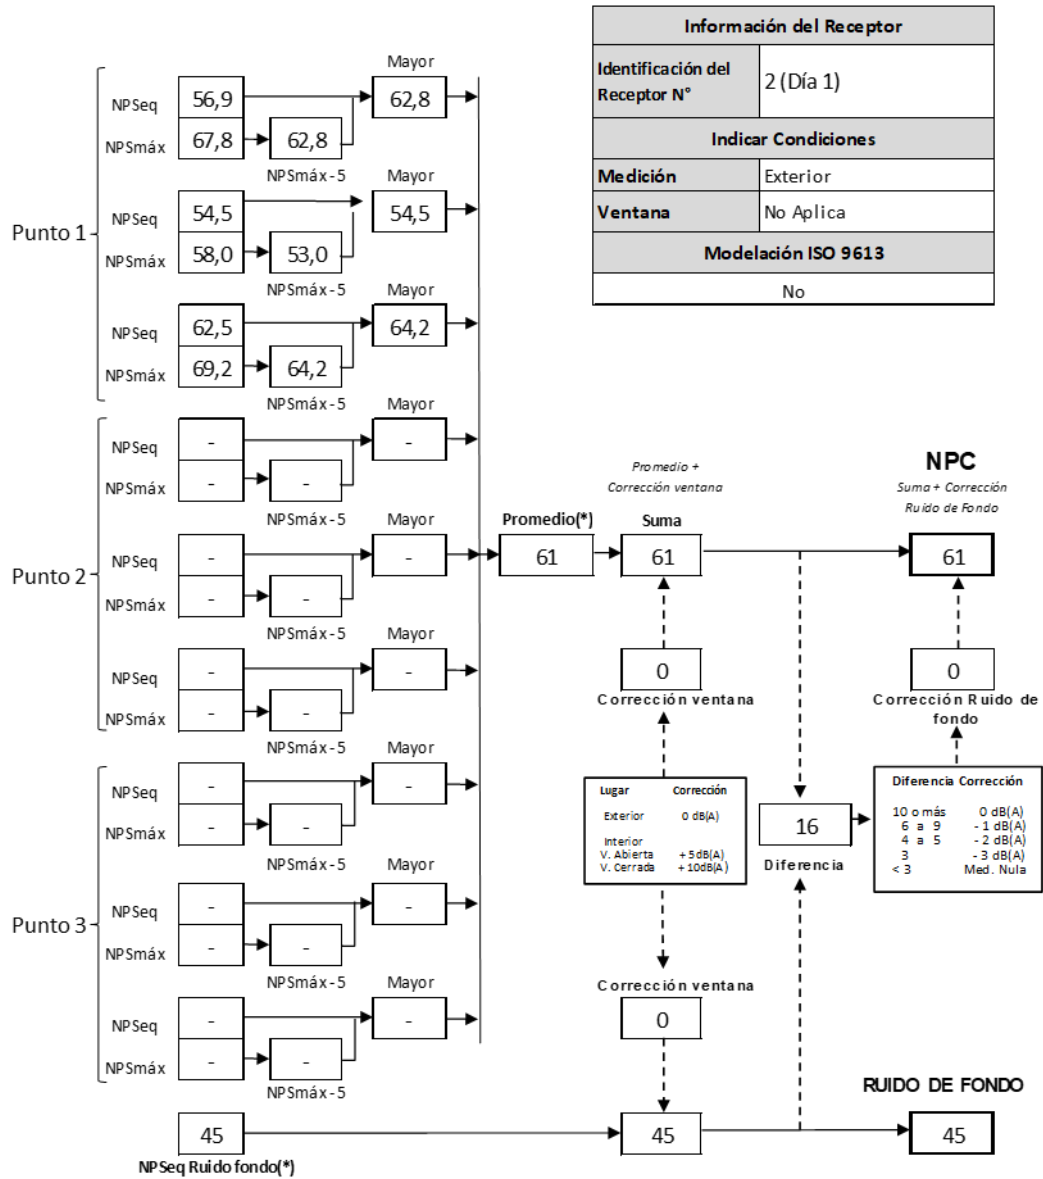 Información del Receptor
Identificación del Receptor N°
2 (Día 1)
Indicar Condiciones
Medición Exterior
Ventana No Aplica
Modelación ISO 9613
No
Punto 1
Mayor
NPSeq 56,9 62,8
NPSmáx 67,8 62,8
NPSmáx-5
Mayor
NPSeq 54,5 54,5
NPSmáx 58,0 53,0
NPSmáx-5
Mayor
NPSeq 62,5 64,2
NPSmáx 69,2 64,2
NPSmáx-5
Punto 2
Mayor
NPSeq - -
NPSmáx - -
NPSmáx-5
Mayor
NPSeq - -
NPSmáx - -
NPSmáx-5
Mayor
NPSeq - -
NPSmáx - -
NPSmáx-5
Punto 3
Mayor
NPSeq - -
NPSmáx - -
NPSmáx-5
Mayor
NPSeq - -
NPSmáx - -
NPSmáx-5
Mayor
NPSeq - -
NPSmáx - -
NPSmáx-5
45
NPSeq Ruido fondo(*)
Promedio(*)
61
Promedio +
Corrección ventana
Suma
61
0
Corrección ventana
Lugar Corrección
Exterior 0 dB(A)
Interior
V. Abierta +5dB(A)
V. Cerrada +10dB(A)
Corrección ventana
0
45
16
Diferencia
NPC
Suma + Corrección
Ruido de Fondo
61
0
Corrección Ruido de
fondo
Diferencia Corrección
10 o más 0 dB(A)
6 a 9 -1 dB(A)
4 a 5 -2 dB(A)
3 -3 dB(A)
< 3 Med. Nula
RUIDO DE FONDO
45